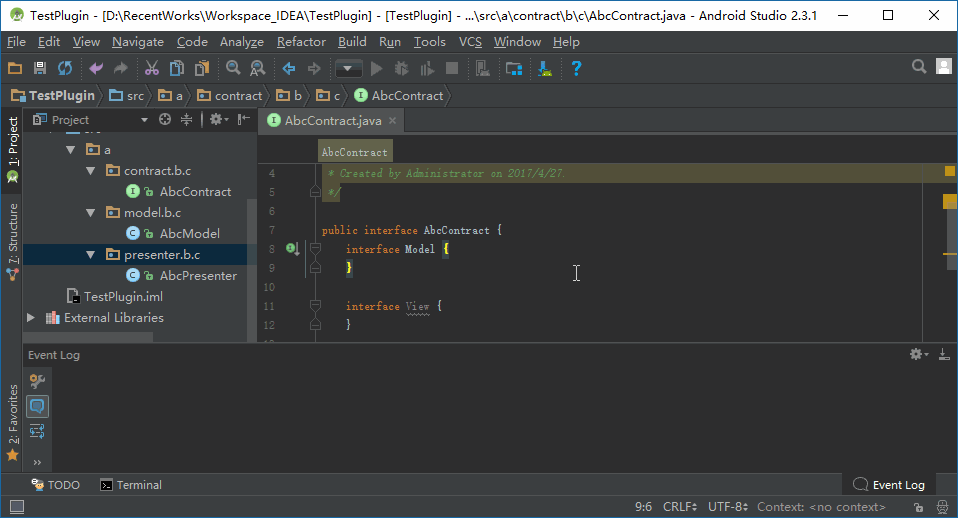 TestPlugin - [D:\RecentWorks\Workspace_IDEA\TestPlugin] - [TestPlugin] - ...\src\a\contract\b\c\AbcContract.java - Android Studio 2.3.1
File Edit View Navigate Code Analyze Refactor Build Run Tools VCS Window Help
TestPlugin src a contract b c AbcContract
1: Project
7: Structure
2: Favorites
Project
a
contract.b.c
AbcContract
model.b.c
AbcModel
presenter.b.c
AbcPresenter
TestPlugin.iml
External Libraries
AbcContract.java
AbcContract
4 * Created by Administrator on 2017/4/27.
5 */
6
7 public interface AbcContract {
8 interface Model {
9 }
10
11 interface View {
12 }
Event Log
TODO Terminal Event Log
9:6 CRLF UTF-8 Context: <no context>